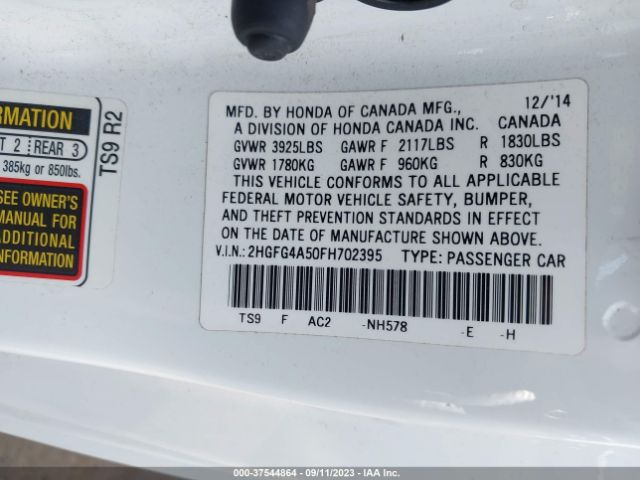 RMATION
T 2 REAR 3
385kg or 850lbs.
SEE OWNER'S
MANUAL FOR
ADDITIONAL
INFORMATION
TS9 R2
MFD. BY HONDA OF CANADA MFG., 12/'14
A DIVISION OF HONDA CANADA INC. CANADA
GVWR 3925LBS GAWR F 2117LBS R 1830LBS
GVWR 1780KG GAWR F 960KG R 830KG
THIS VEHICLE CONFORMS TO ALL APPLICABLE
FEDERAL MOTOR VEHICLE SAFETY, BUMPER,
AND THEFT PREVENTION STANDARDS IN EFFECT
ON THE DATE OF MANUFACTURE SHOWN ABOVE.
V.I.N.: 2HGFG4A50FH702395 TYPE: PASSENGER CAR
TS9 F AC2 -NH578 -E -H
000-37544864 - 09/11/2023 - IAA Inc.